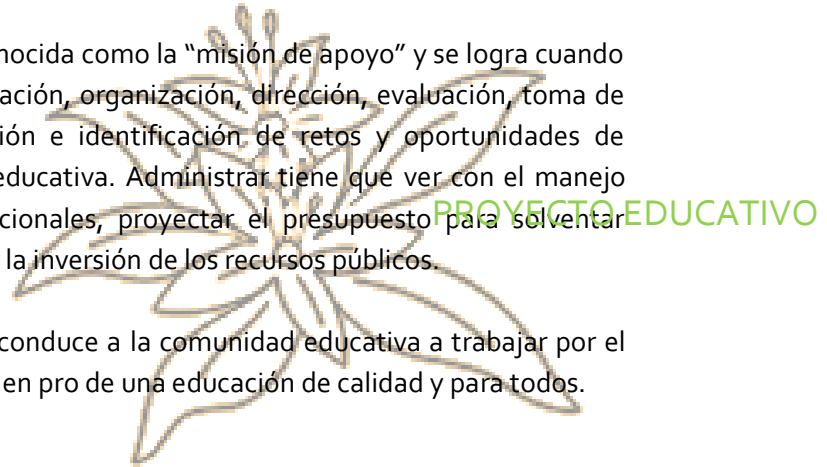 nocida como la “misión de apoyo” y se logra cuando
ación, organización, dirección, evaluación, toma de
ión e identificación de retos y oportunidades de
educativa. Administrar tiene que ver con el manejo
cionales, proyectar el presupuesto para solventar
PROYECTO EDUCATIVO
la inversión de los recursos públicos.
conduce a la comunidad educativa a trabajar por el
en pro de una educación de calidad y para todos.